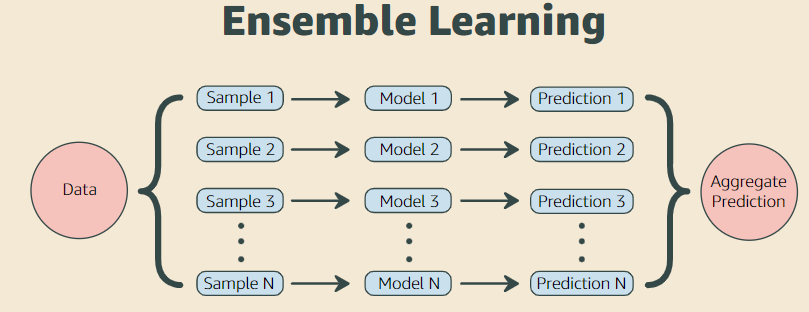 Ensemble Learning
Sample 1 Model 1 Prediction 1
Sample 2 Model 2 Prediction 2
Data
Aggregate
Prediction
Sample 3 Model 3 Prediction 3
Sample N Model N Prediction N